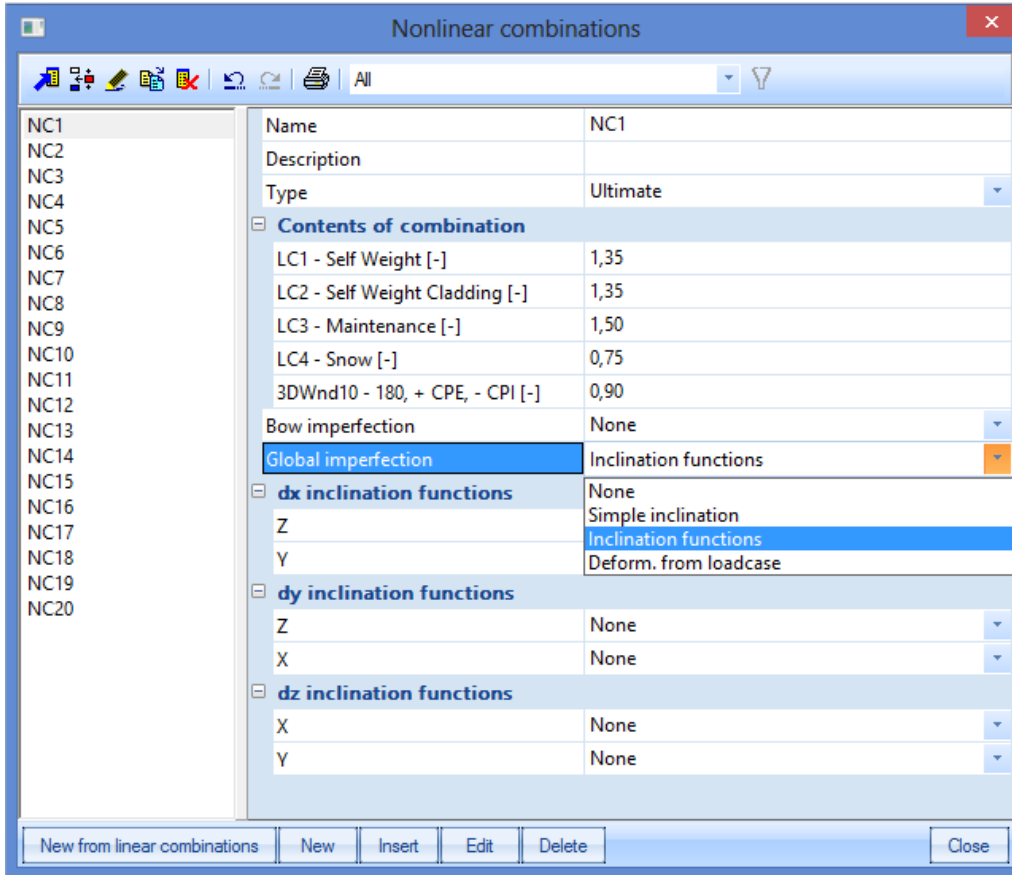 Nonlinear combinations
All
NC1
NC2
NC3
NC4
NC5
NC6
NC7
NC8
NC9
NC10
NC11
NC12
NC13
NC14
NC15
NC16
NC17
NC18
NC19
NC20
Name NC1
Description
Type Ultimate
Contents of combination
LC1 - Self Weight [-] 1,35
LC2 - Self Weight Cladding [-] 1,35
LC3 - Maintenance [-] 1,50
LC4 - Snow [-] 0,75
3DWnd10 - 180, + CPE, - CPI [-] 0,90
Bow imperfection None
Global imperfection Inclination functions
None
Simple inclination
Inclination functions
Deform. from loadcase
dx inclination functions
Z
Y
dy inclination functions
Z None
X None
dz inclination functions
X None
Y None
New from linear combinations New Insert Edit Delete Close